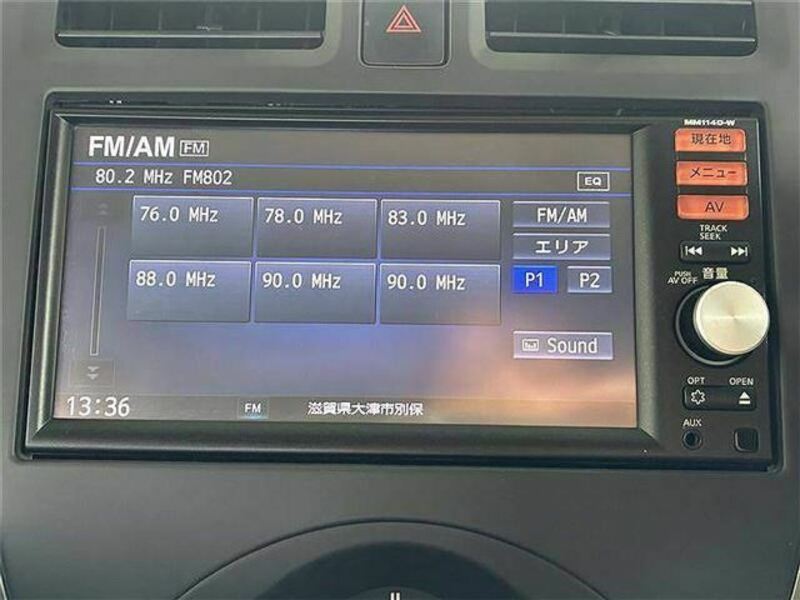 MM114D-W
FM/AM FM
80.2 MHz FM802
EQ
76.0 MHz
78.0 MHz
83.0 MHz
88.0 MHz
90.0 MHz
90.0 MHz
FM/AM
エリア
P1
P2
Sound
13:36
FM
滋賀県大津市別保
現在地
メニュー
AV
TRACK
SEEK
PUSH
AV OFF
音量
OPT
OPEN
AUX